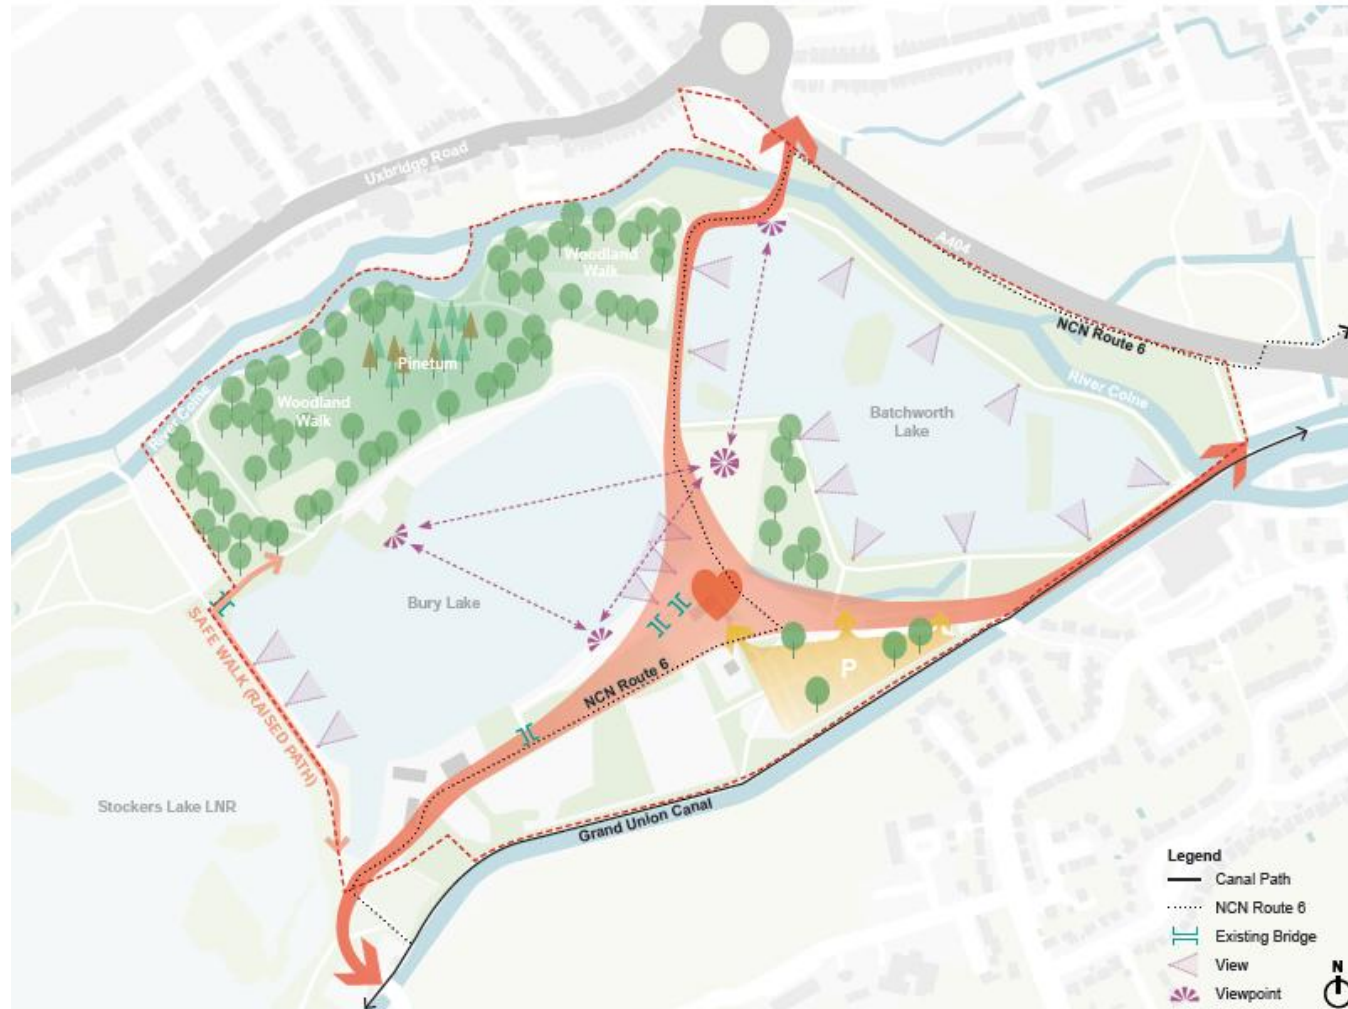 Uxbridge Road
A404
NCN Route 6
Woodland
Walk
Pinetum
Woodland
Walk
River Colne
River Colne
Batchworth
Lake
Bury Lake
SAFE WALK (RAISED PATH)
NCN Route 6
P
Stockers Lake LNR
Grand Union Canal
Legend
Canal Path
NCN Route 6
Existing Bridge
View
Viewpoint
N